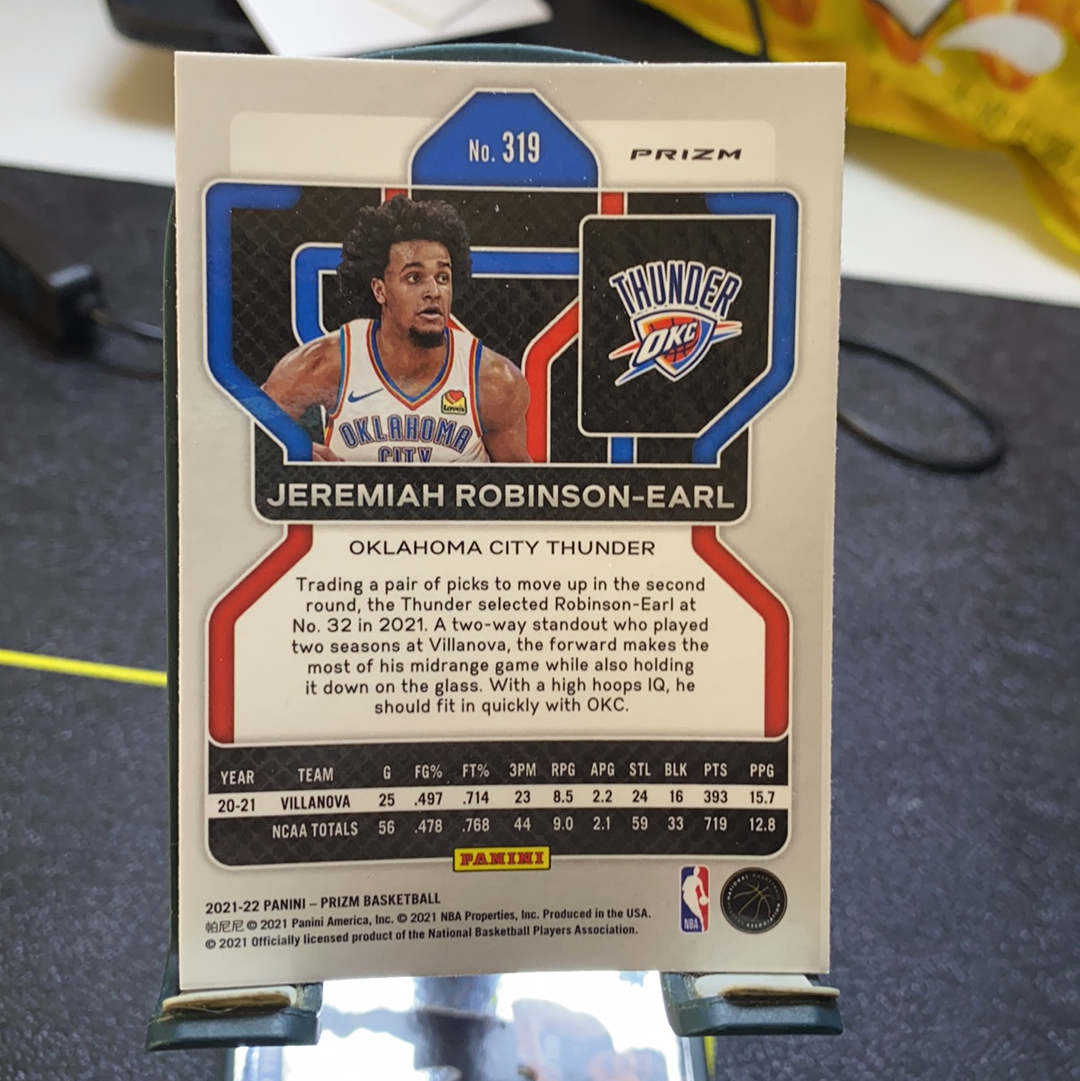 No. 319
PRIZM
THUNDER
OKC
Love's
OKLAHOMA
CITY
JEREMIAH ROBINSON-EARL
OKLAHOMA CITY THUNDER
Trading a pair of picks to move up in the second
round, the Thunder selected Robinson-Earl at
No. 32 in 2021. A two-way standout who played
two seasons at Villanova, the forward makes the
most of his midrange game while also holding
it down on the glass. With a high hoops IQ, he
should fit in quickly with OKC.
YEAR TEAM G FG% FT% 3PM RPG APG STL BLK PTS PPG
20-21 VILLANOVA 25 .497 .714 23 8.5 2.2 24 16 393 15.7
NCAA TOTALS 56 .478 .768 44 9.0 2.1 59 33 719 12.8
PANINI
2021-22 PANINI – PRIZM BASKETBALL
帕尼尼 © 2021 Panini America, Inc. © 2021 NBA Properties, Inc. Produced in the USA.
© 2021 Officially licensed product of the National Basketball Players Association.
NBA